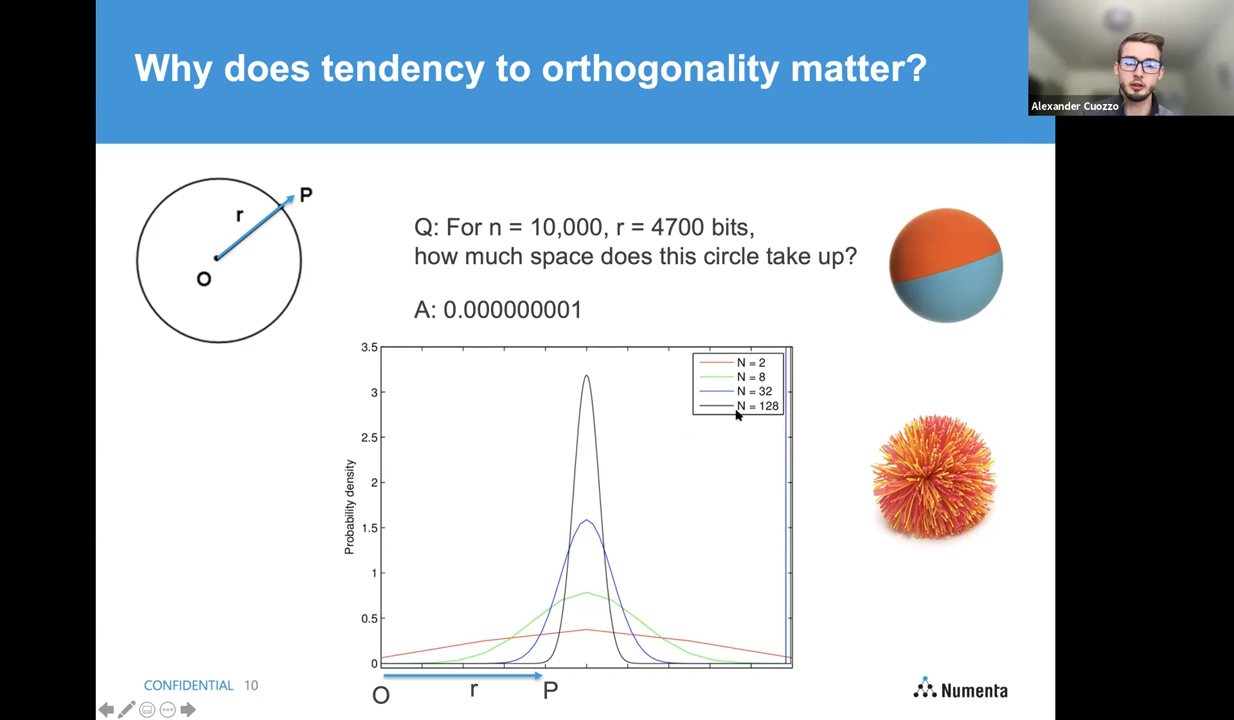 Why does tendency to orthogonality matter?
Alexander Cuozzo
P
r
O
Q: For n = 10,000, r = 4700 bits,
how much space does this circle take up?
A: 0.000000001
3.5
3
2.5
2
1.5
1
0.5
0
Probability density
N = 2
N = 8
N = 32
N = 128
O
r
P
CONFIDENTIAL 10
Numenta